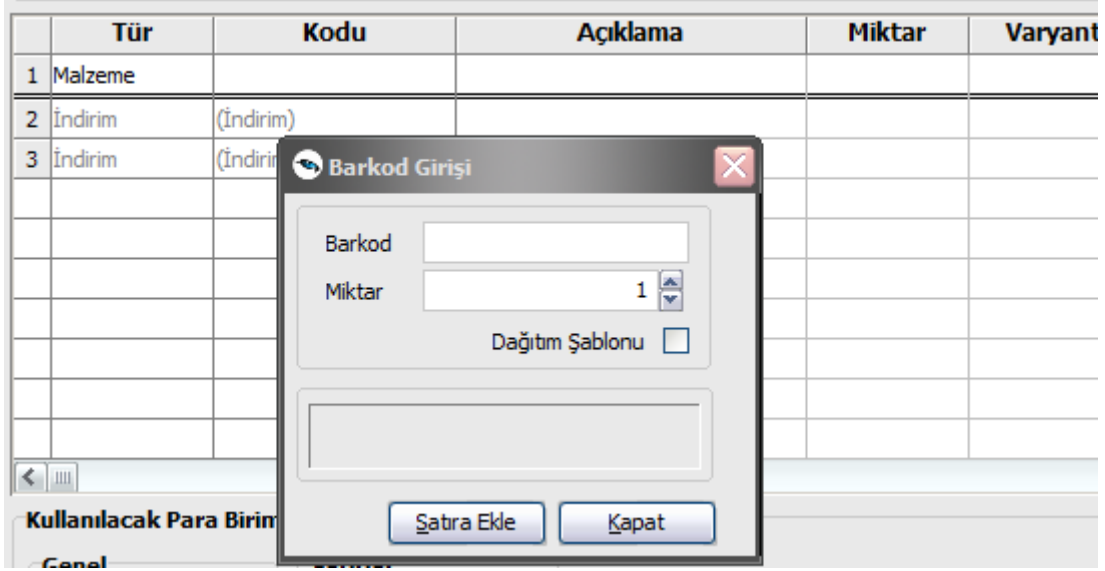 Tür Kodu Açıklama Miktar Varyant
1 Malzeme
2 İndirim (İndirim)
3 İndirim
Barkod Girişi
Barkod
Miktar 1
Dağıtım Şablonu
Satıra Ekle Kapat
Kullanılacak Para Birim
Genel